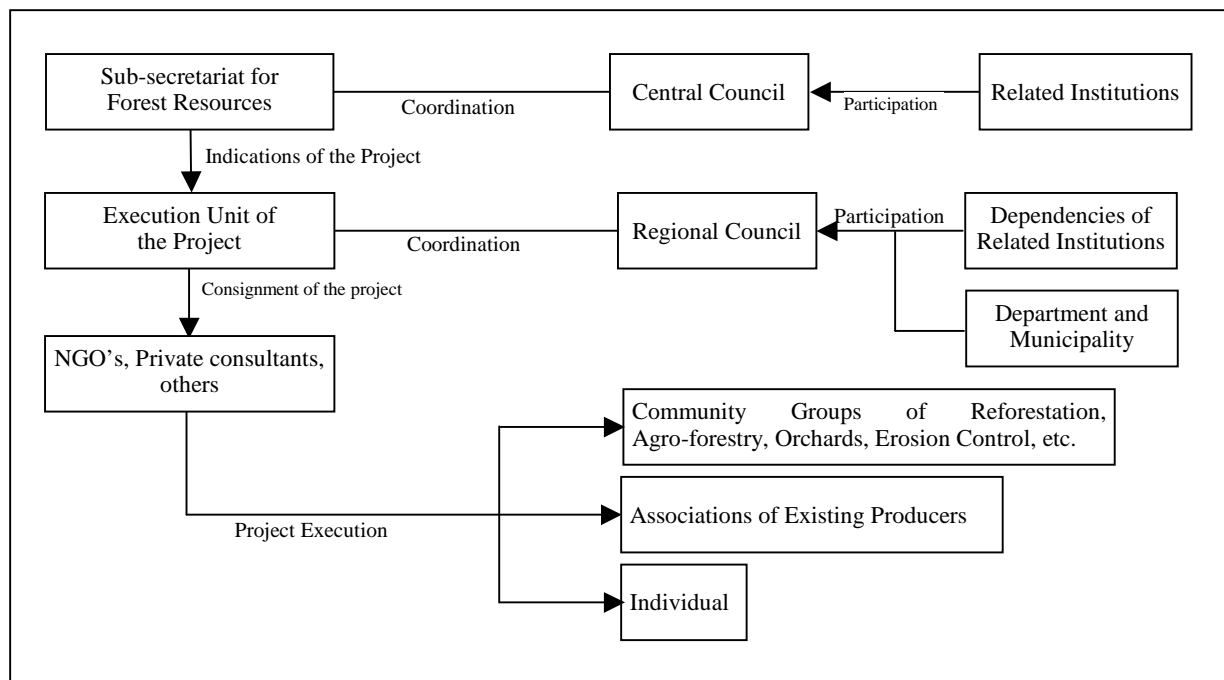 Sub-secretariat for
Forest Resources
Coordination
Central Council
Participation
Related Institutions
Indications of the Project
Execution Unit of
the Project
Coordination
Regional Council
Participation
Dependencies of
Related Institutions
Consignment of the project
Department and
Municipality
NGO's, Private consultants,
others
Community Groups of Reforestation,
Agro-forestry, Orchards, Erosion Control, etc.
Project Execution
Associations of Existing Producers
Individual